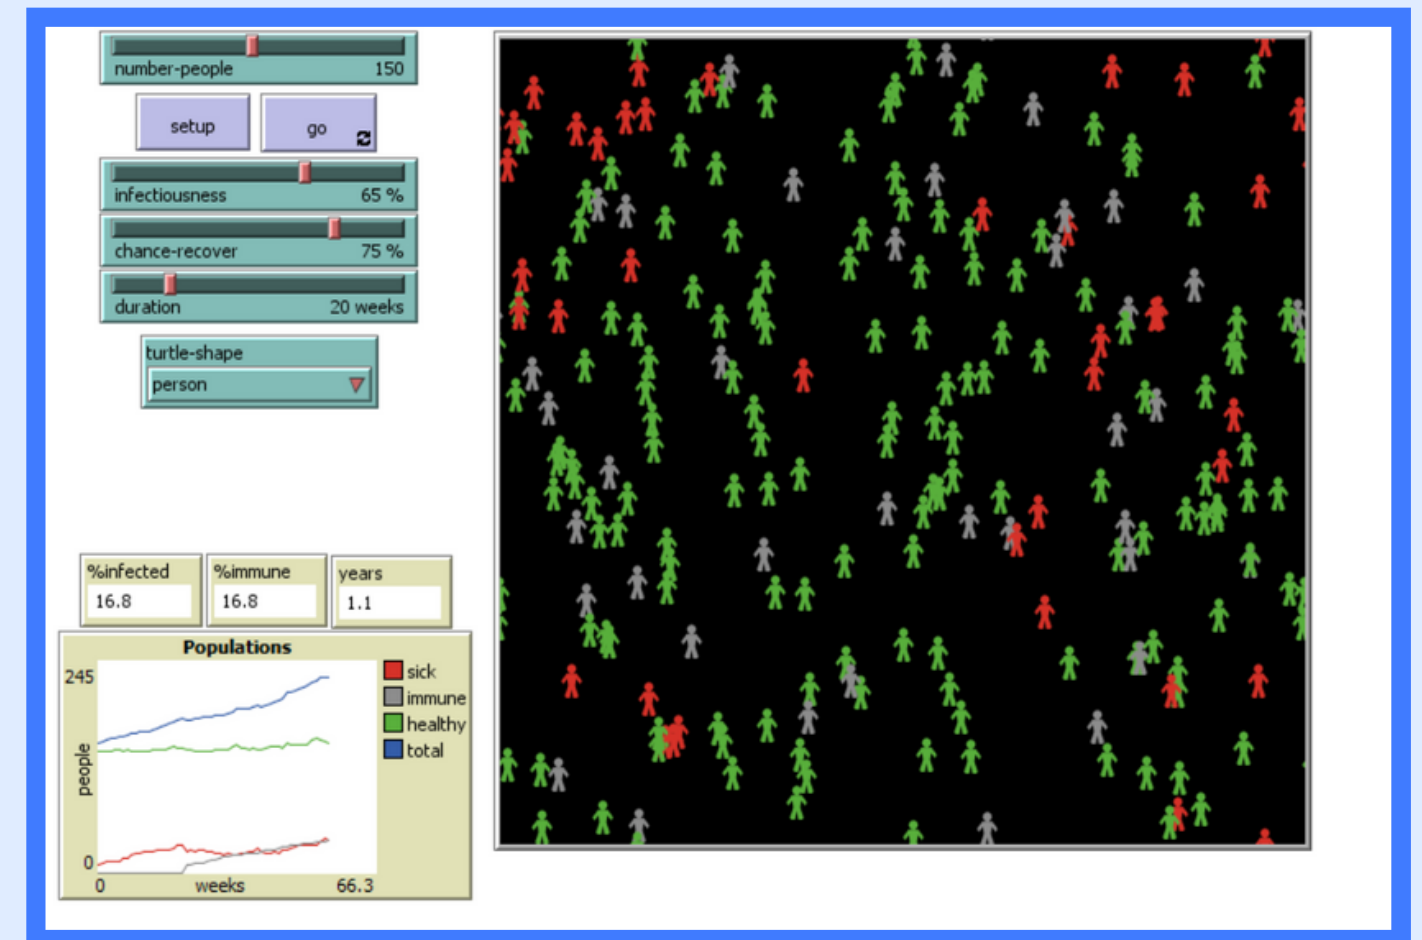 number-people 150
setup
go
infectiousness 65 %
chance-recover 75 %
duration 20 weeks
turtle-shape
person
%infected
16.8
%immune
16.8
years
1.1
Populations
245
people
0
0 weeks 66.3
sick
immune
healthy
total